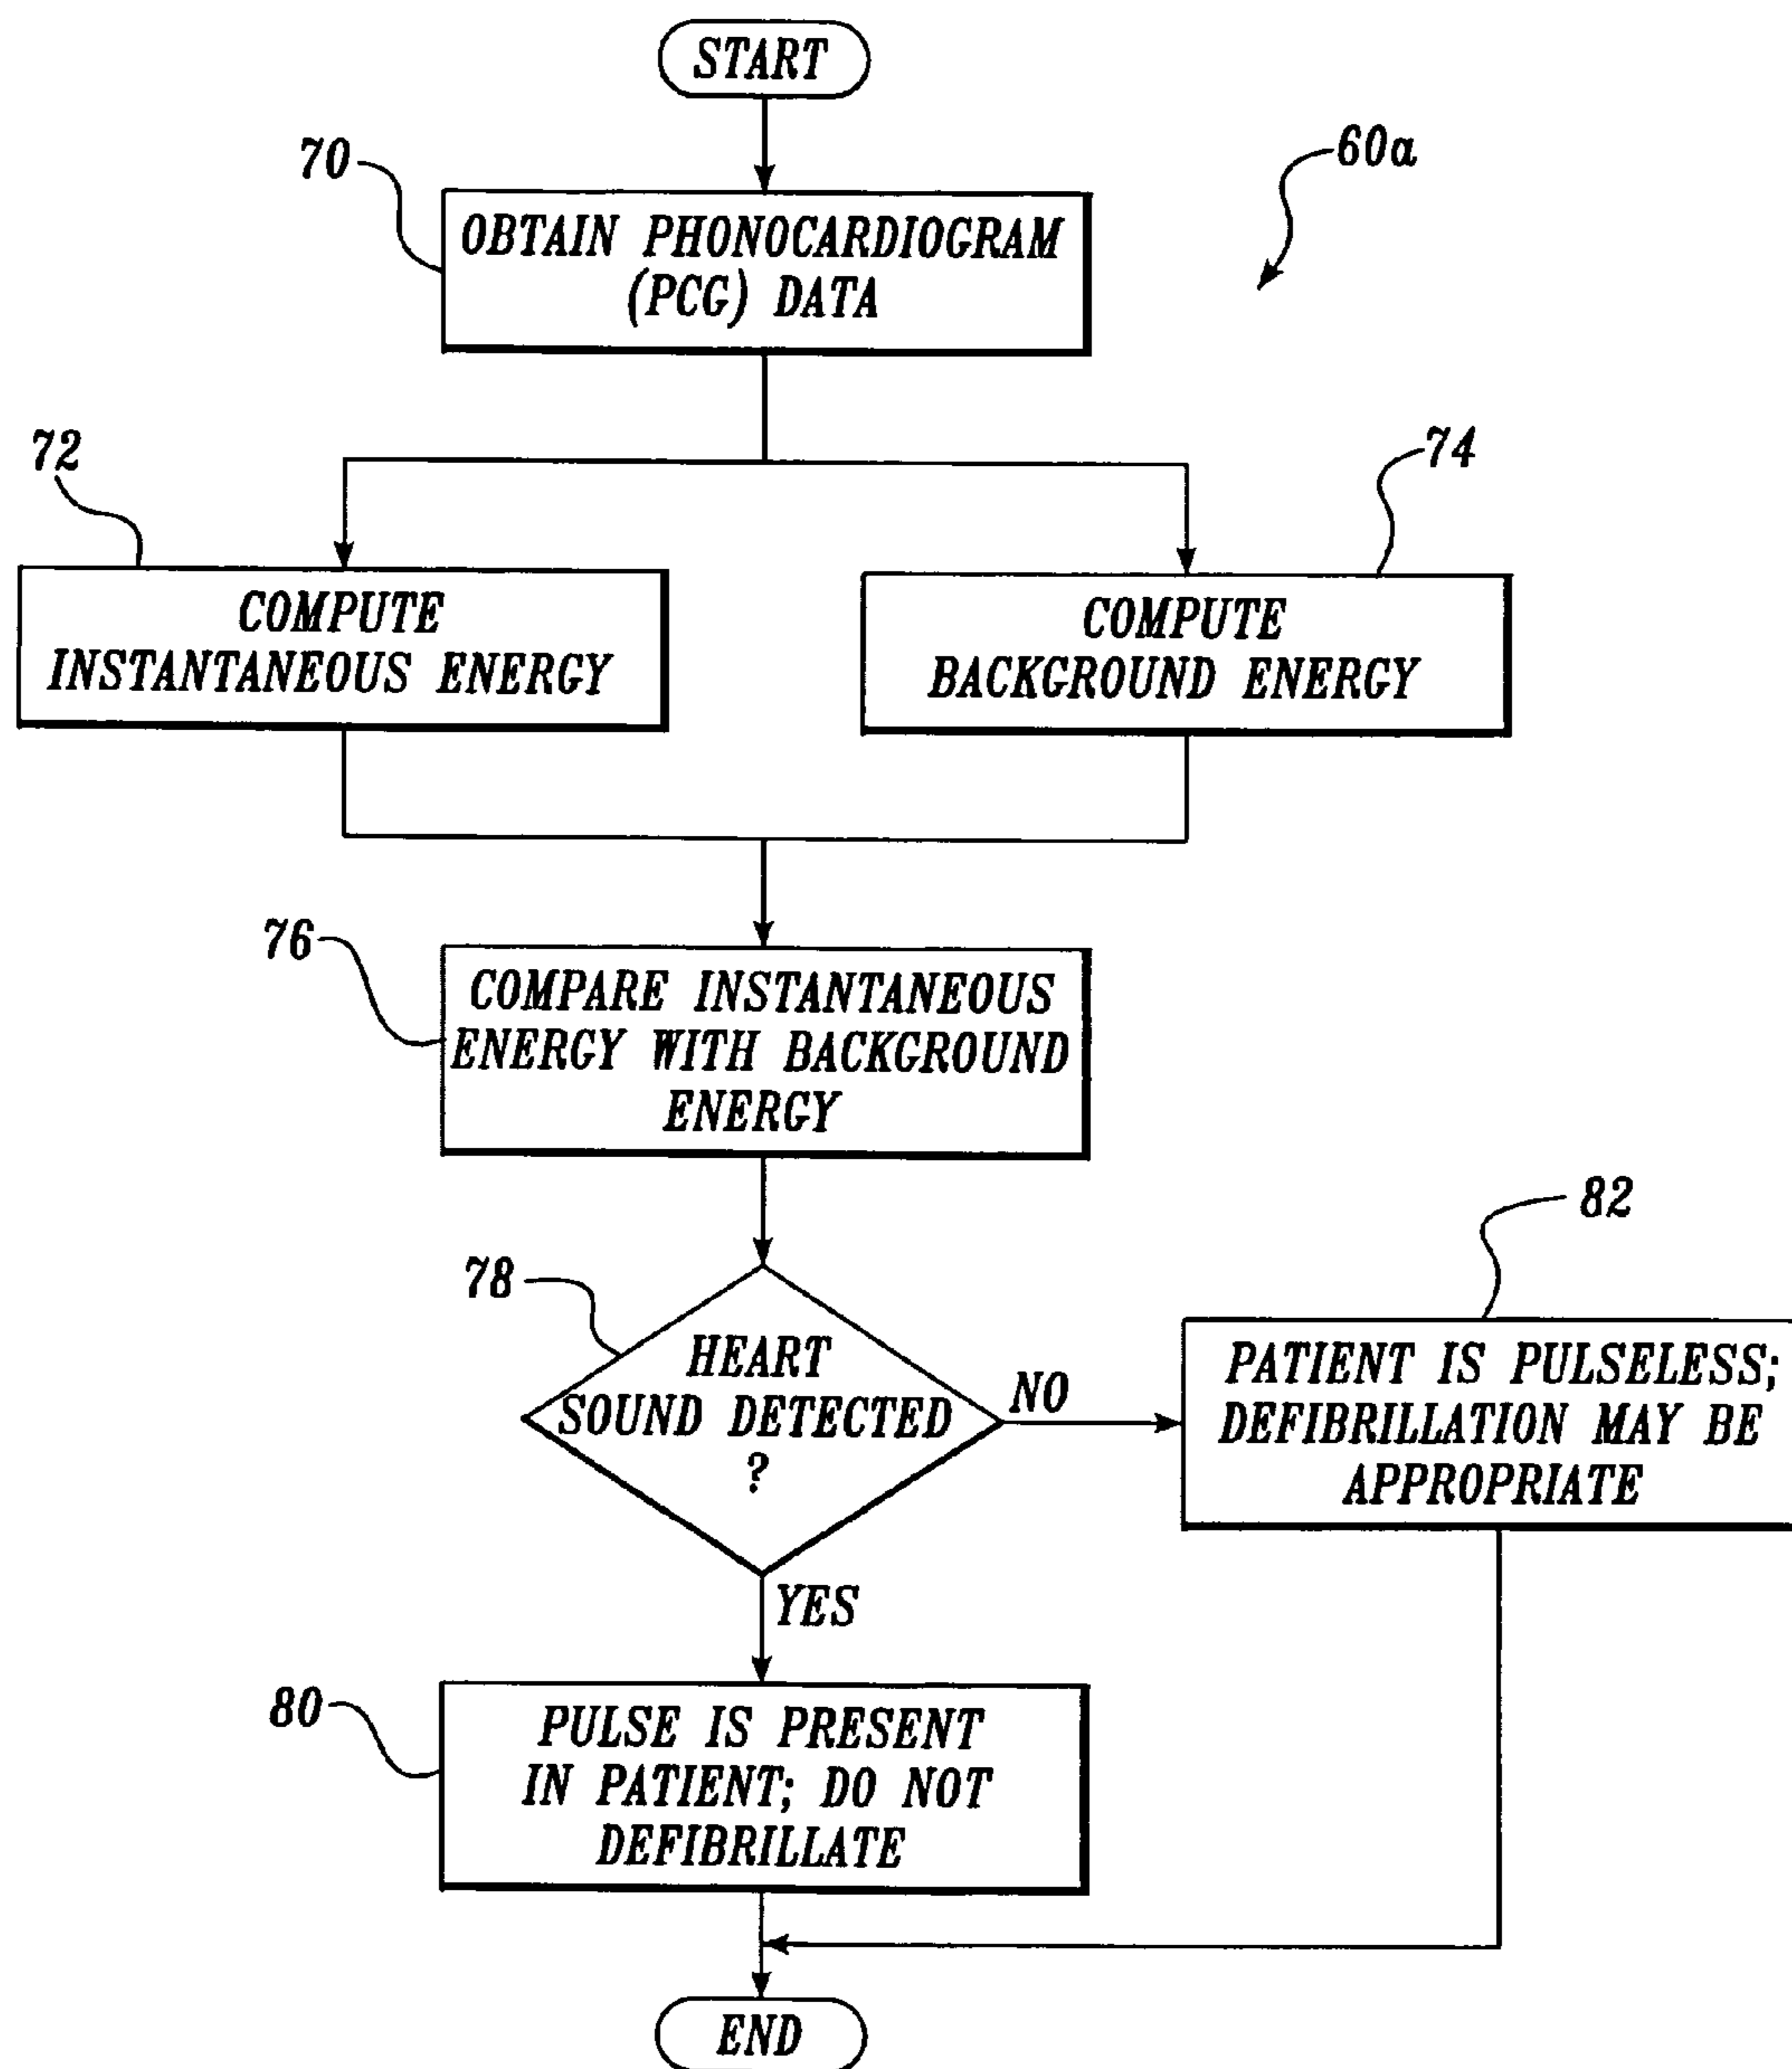 START
60a
70
OBTAIN PHONOCARDIOGRAM
(PCG) DATA
72
COMPUTE
INSTANTANEOUS ENERGY
74
COMPUTE
BACKGROUND ENERGY
76
COMPARE INSTANTANEOUS
ENERGY WITH BACKGROUND
ENERGY
78
HEART
SOUND DETECTED
?
NO
82
PATIENT IS PULSELESS;
DEFIBRILLATION MAY BE
APPROPRIATE
YES
80
PULSE IS PRESENT
IN PATIENT; DO NOT
DEFIBRILLATE
END